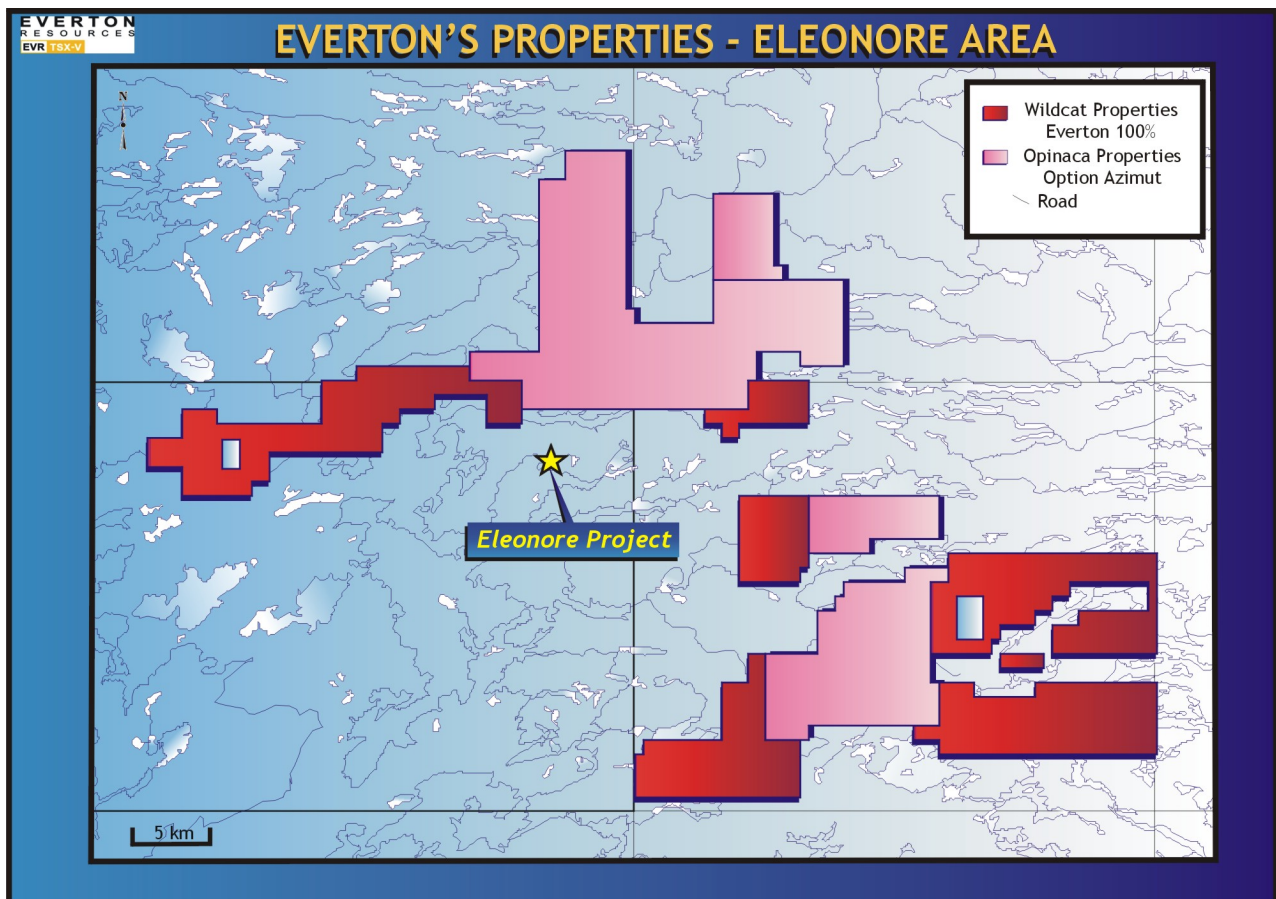 EVERTON
RESOURCES
EVR TSX-V
EVERTON'S PROPERTIES - ELEONORE AREA
N
Wildcat Properties
Everton 100%
Opinaca Properties
Option Azimut
Road
Eleonore Project
5 km